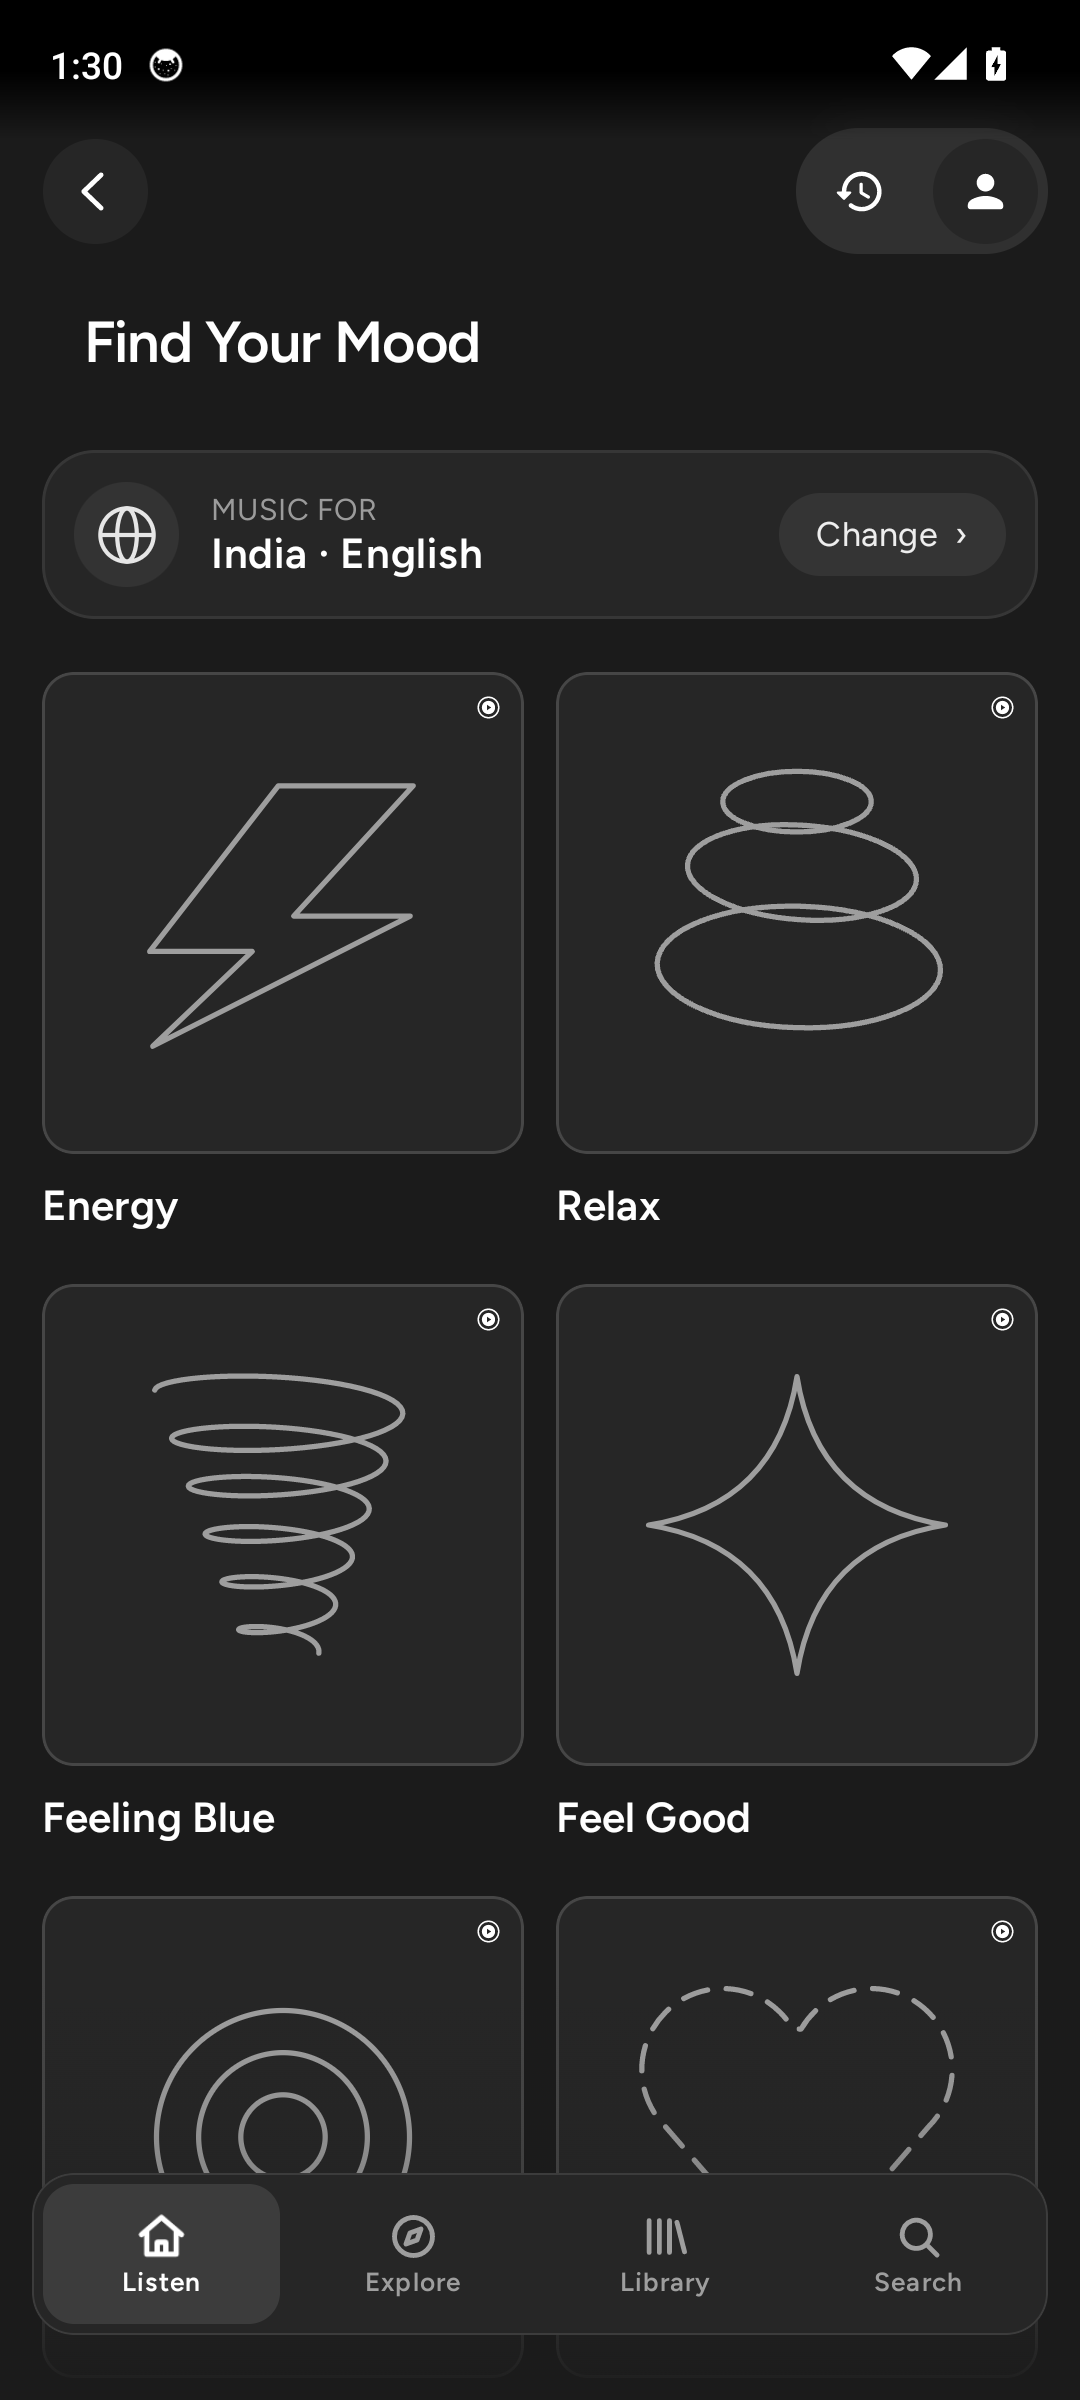 1:30
Find Your Mood
MUSIC FOR
India · English
Change ›
Energy
Relax
Feeling Blue
Feel Good
Listen
Explore
Library
Search